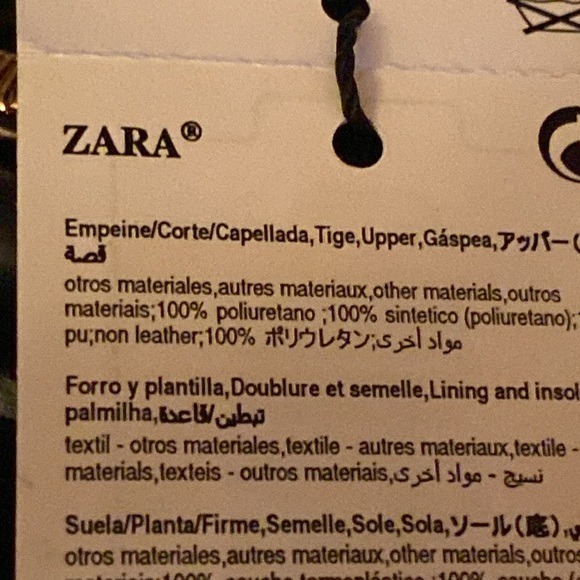 ZARA®
Empeine/Corte/Capellada,Tige,Upper,Gáspea,アッパー(
قصة
otros materiales,autres materiaux,other materials,outros
materiais;100% poliuretano ;100% sintetico (poliuretano);
pu;non leather;100% ポリウレタン;مواد أخرى
Forro y plantilla,Doublure et semelle,Lining and insol
palmilha,تبطين/قاعدة
textil - otros materiales,textile - autres materiaux,textile -
materials,texteis - outros materiais,نسيج - مواد أخرى
Suela/Planta/Firme,Semelle,Sole,Sola,ソール(底),
otros materiales,autres materiaux,other materials,outros